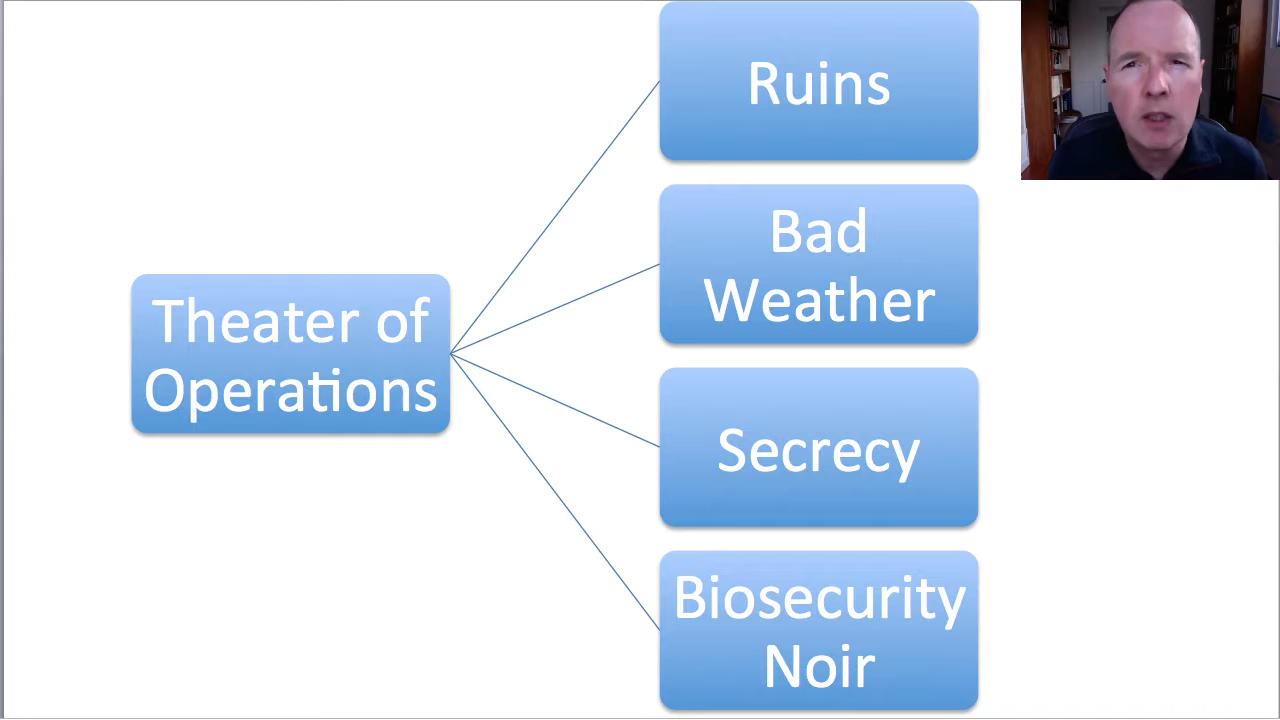 Theater of
Operations
Ruins
Bad
Weather
Secrecy
Biosecurity
Noir